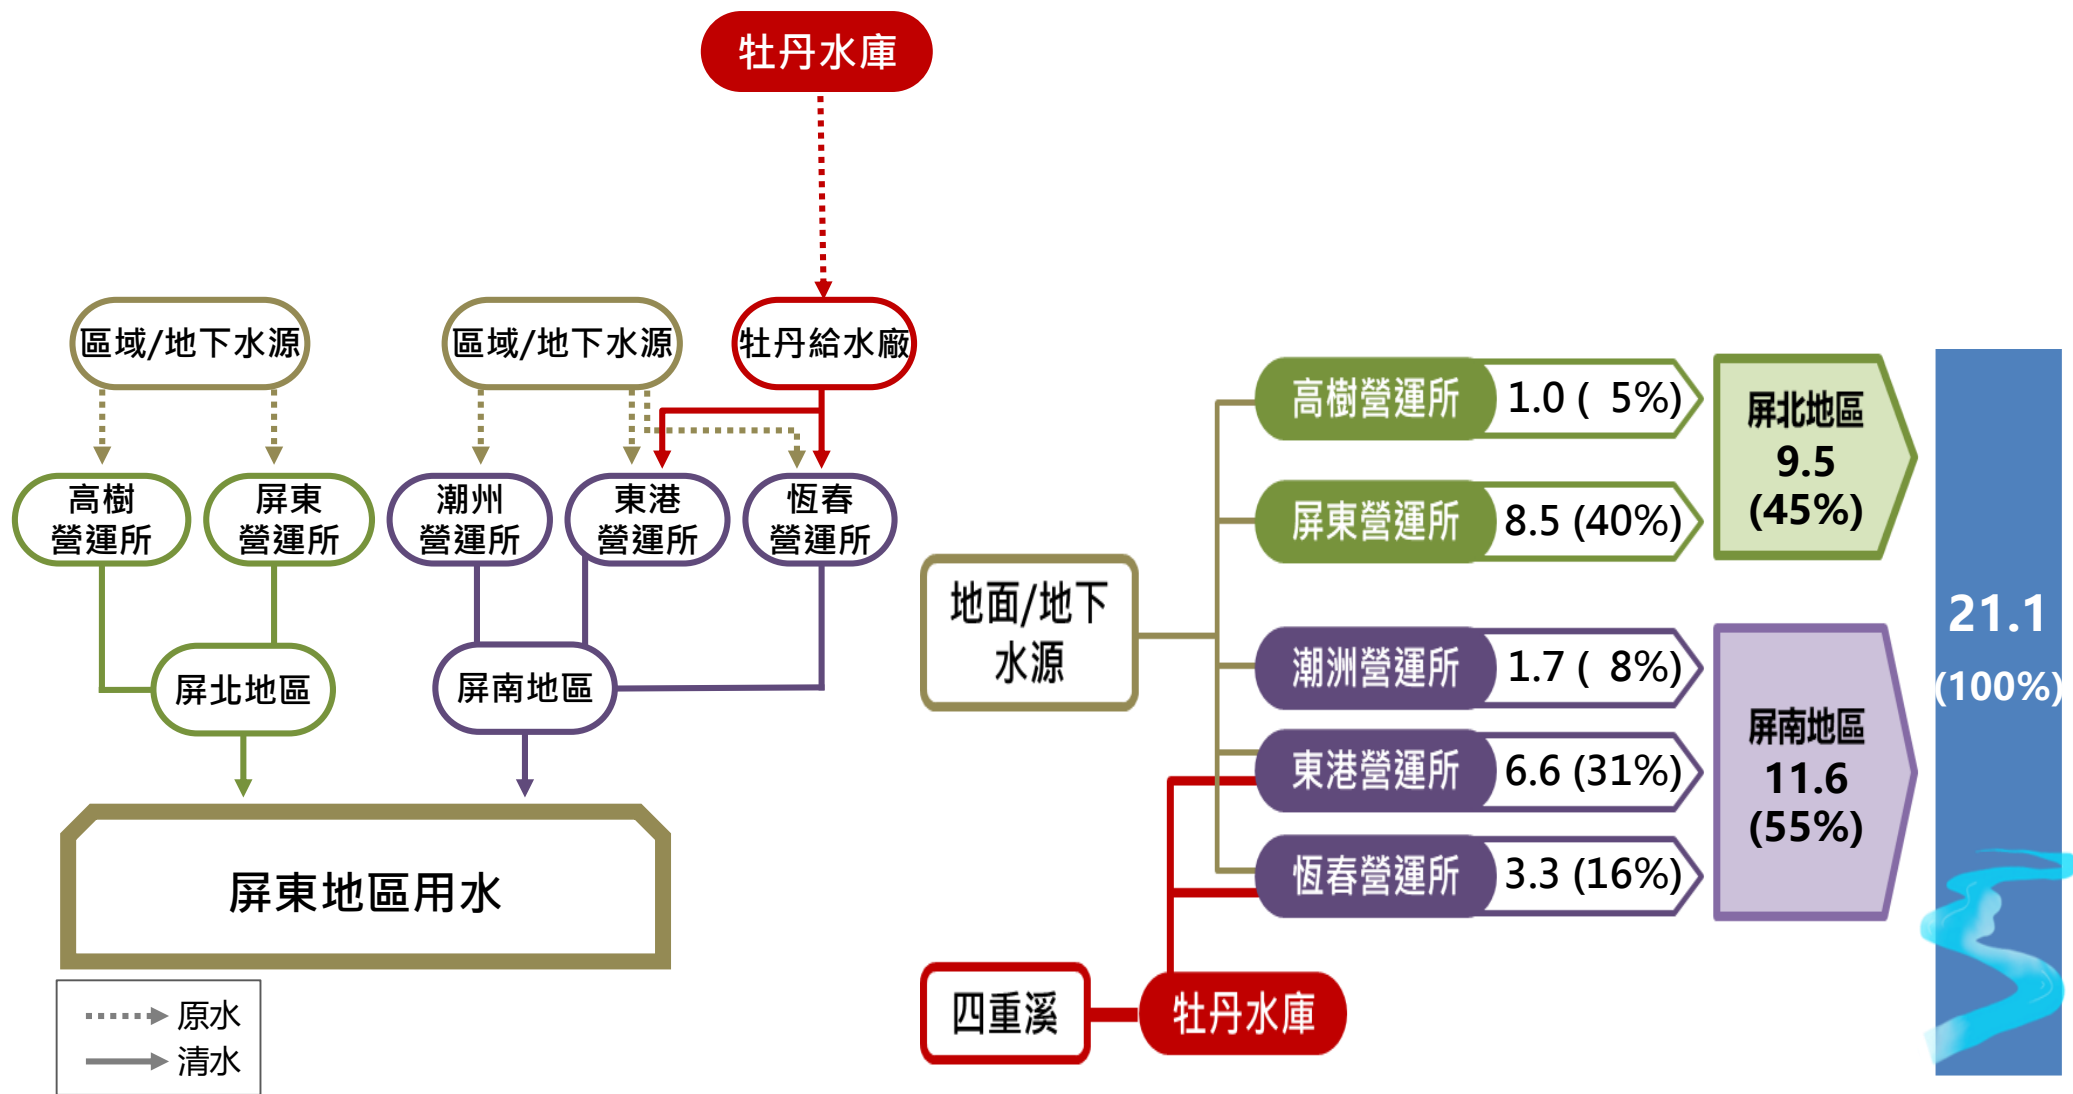 牡丹水庫
區域/地下水源
區域/地下水源
牡丹給水廠
高樹
營運所
屏東
營運所
潮州
營運所
東港
營運所
恆春
營運所
屏北地區
屏南地區
屏東地區用水
原水
清水
地面/地下
水源
四重溪
牡丹水庫
高樹營運所 1.0 ( 5%)
屏東營運所 8.5 (40%)
潮洲營運所 1.7 ( 8%)
東港營運所 6.6 (31%)
恆春營運所 3.3 (16%)
屏北地區
9.5
(45%)
屏南地區
11.6
(55%)
21.1
(100%)